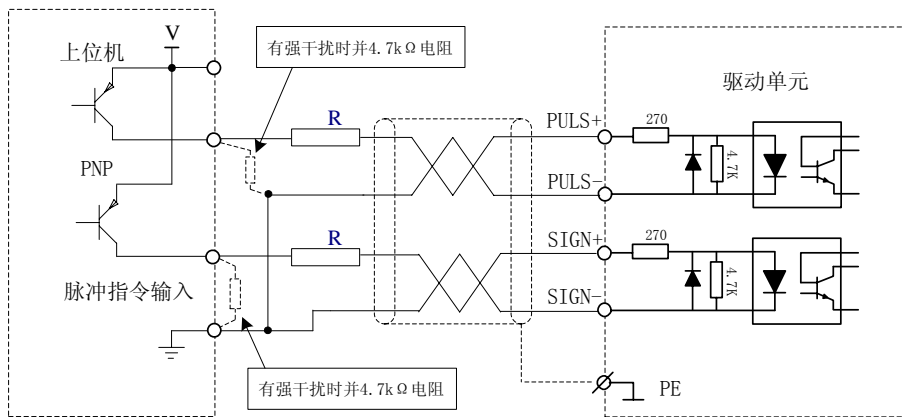 上位机
V
有强干扰时并4.7kΩ电阻
驱动单元
R
PULS+
270
4.7K
PNP
PULS-
R
SIGN+
270
4.7K
脉冲指令输入
SIGN-
有强干扰时并4.7kΩ电阻
PE